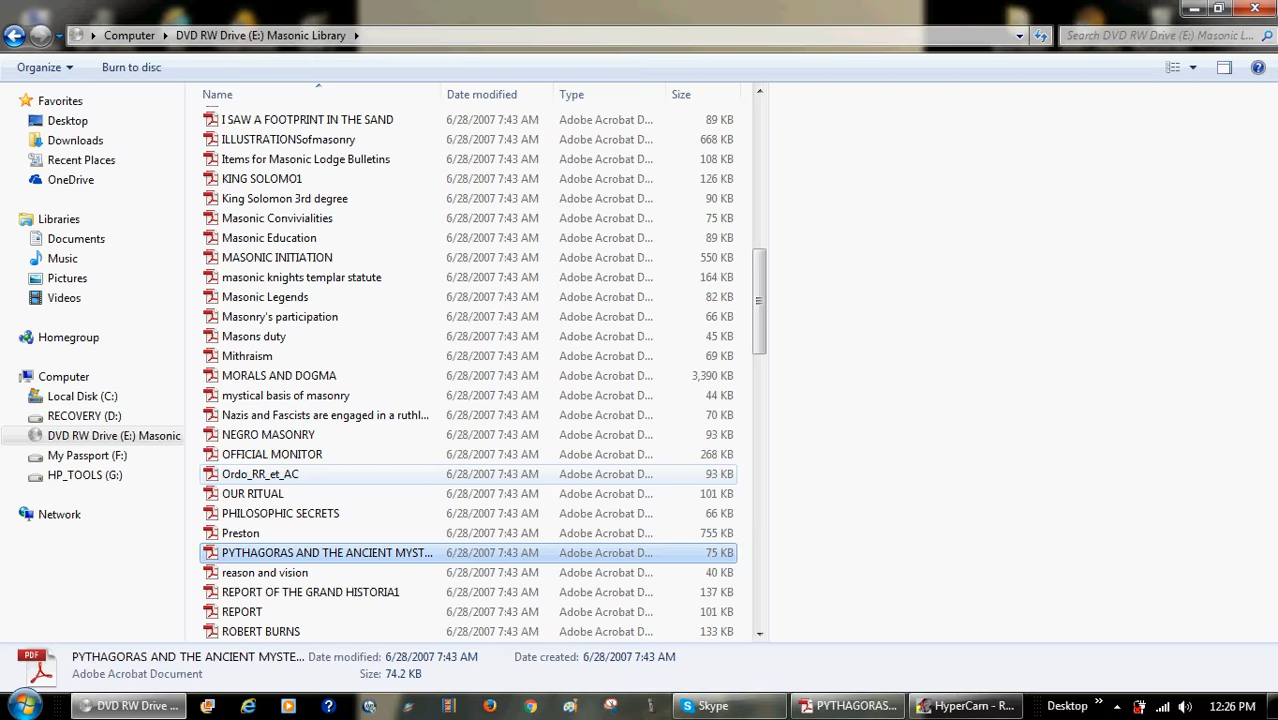 Computer DVD RW Drive (E:) Masonic Library Search DVD RW Drive (E:) Masonic L...
Organize Burn to disc
Favorites
Desktop
Downloads
Recent Places
OneDrive
Libraries
Documents
Music
Pictures
Videos
Homegroup
Computer
Local Disk (C:)
RECOVERY (D:)
DVD RW Drive (E:) Masonic
My Passport (F:)
HP_TOOLS (G:)
Network
Name Date modified Type Size
I SAW A FOOTPRINT IN THE SAND 6/28/2007 7:43 AM Adobe Acrobat D... 89 KB
ILLUSTRATIONSofmasonry 6/28/2007 7:43 AM Adobe Acrobat D... 668 KB
Items for Masonic Lodge Bulletins 6/28/2007 7:43 AM Adobe Acrobat D... 108 KB
KING SOLOMO1 6/28/2007 7:43 AM Adobe Acrobat D... 126 KB
King Solomon 3rd degree 6/28/2007 7:43 AM Adobe Acrobat D... 90 KB
Masonic Convivialities 6/28/2007 7:43 AM Adobe Acrobat D... 75 KB
Masonic Education 6/28/2007 7:43 AM Adobe Acrobat D... 89 KB
MASONIC INITIATION 6/28/2007 7:43 AM Adobe Acrobat D... 550 KB
masonic knights templar statute 6/28/2007 7:43 AM Adobe Acrobat D... 164 KB
Masonic Legends 6/28/2007 7:43 AM Adobe Acrobat D... 82 KB
Masonry's participation 6/28/2007 7:43 AM Adobe Acrobat D... 66 KB
Masons duty 6/28/2007 7:43 AM Adobe Acrobat D... 45 KB
Mithraism 6/28/2007 7:43 AM Adobe Acrobat D... 69 KB
MORALS AND DOGMA 6/28/2007 7:43 AM Adobe Acrobat D... 3,390 KB
mystical basis of masonry 6/28/2007 7:43 AM Adobe Acrobat D... 44 KB
Nazis and Fascists are engaged in a ruthl... 6/28/2007 7:43 AM Adobe Acrobat D... 70 KB
NEGRO MASONRY 6/28/2007 7:43 AM Adobe Acrobat D... 93 KB
OFFICIAL MONITOR 6/28/2007 7:43 AM Adobe Acrobat D... 268 KB
Ordo_RR_et_AC 6/28/2007 7:43 AM Adobe Acrobat D... 93 KB
OUR RITUAL 6/28/2007 7:43 AM Adobe Acrobat D... 101 KB
PHILOSOPHIC SECRETS 6/28/2007 7:43 AM Adobe Acrobat D... 66 KB
Preston 6/28/2007 7:43 AM Adobe Acrobat D... 755 KB
PYTHAGORAS AND THE ANCIENT MYST... 6/28/2007 7:43 AM Adobe Acrobat D... 75 KB
reason and vision 6/28/2007 7:43 AM Adobe Acrobat D... 40 KB
REPORT OF THE GRAND HISTORIA1 6/28/2007 7:43 AM Adobe Acrobat D... 137 KB
REPORT 6/28/2007 7:43 AM Adobe Acrobat D... 101 KB
ROBERT BURNS 6/28/2007 7:43 AM Adobe Acrobat D... 133 KB
PDF
PYTHAGORAS AND THE ANCIENT MYSTE... Date modified: 6/28/2007 7:43 AM Date created: 6/28/2007 7:43 AM
Adobe Acrobat Document Size: 74.2 KB
DVD RW Drive ... Skype PYTHAGORAS... HyperCam - R... Desktop » 12:26 PM